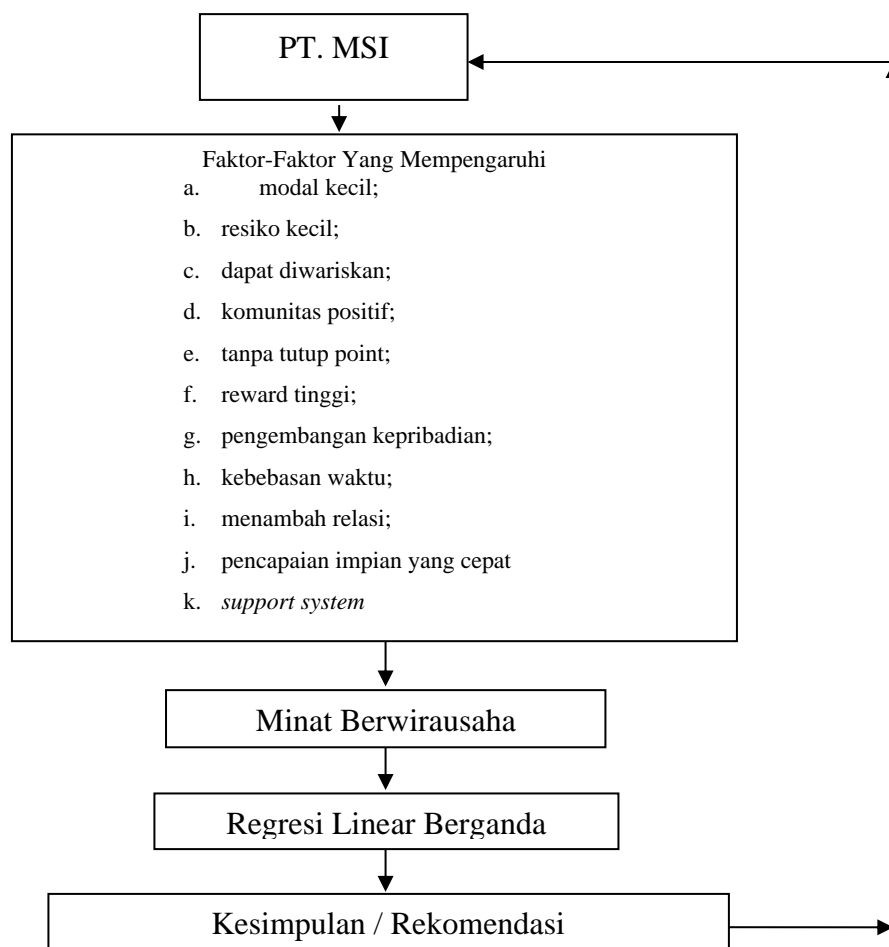 PT. MSI
Faktor-Faktor Yang Mempengaruhi
a. modal kecil;
b. resiko kecil;
c. dapat diwariskan;
d. komunitas positif;
e. tanpa tutup point;
f. reward tinggi;
g. pengembangan kepribadian;
h. kebebasan waktu;
i. menambah relasi;
j. pencapaian impian yang cepat
k. support system
Minat Berwirausaha
Regresi Linear Berganda
Kesimpulan / Rekomendasi